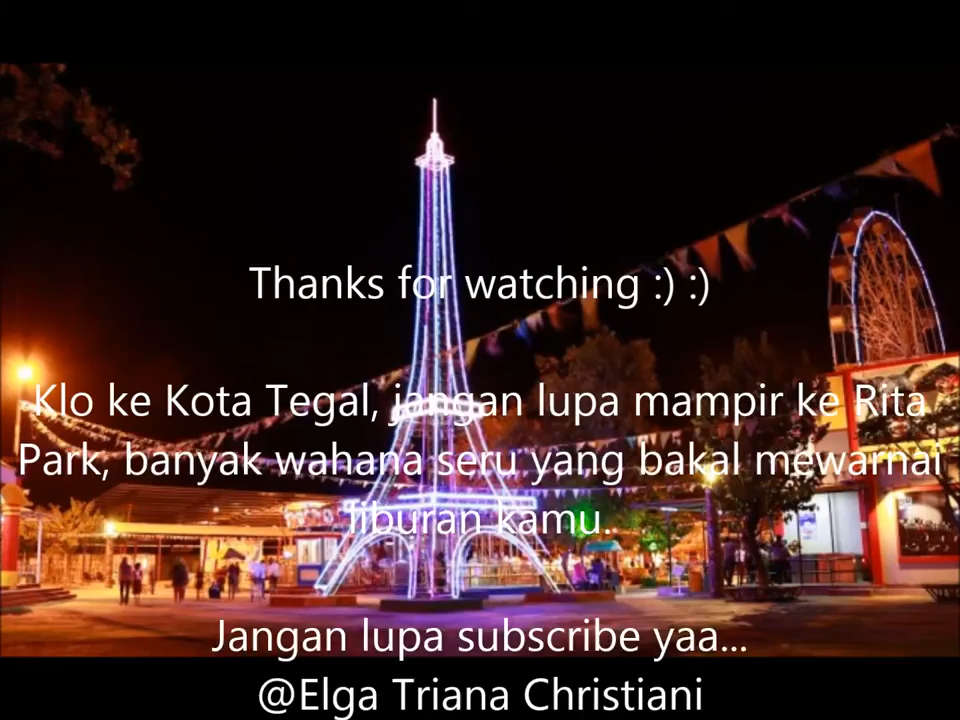 Thanks for watching :) :)
Klo ke Kota Tegal, jangan lupa mampir ke Rita
Park, banyak wahana seru yang bakal mewarnai
liburan kamu.
Jangan lupa subscribe yaa...
@Elga Triana Christiani